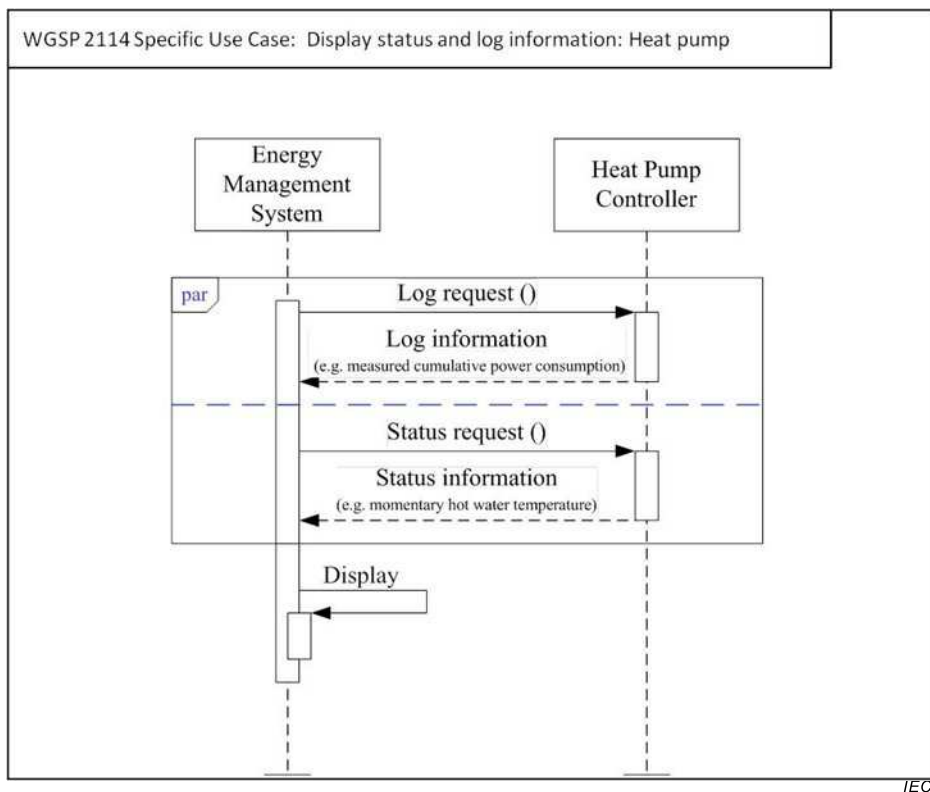 WGSP 2114 Specific Use Case: Display status and log information: Heat pump
Energy
Management
System
Heat Pump
Controller
par
Log request ()
Log information
(e.g. measured cumulative power consumption)
Status request ()
Status information
(e.g. momentary hot water temperature)
Display
IEC